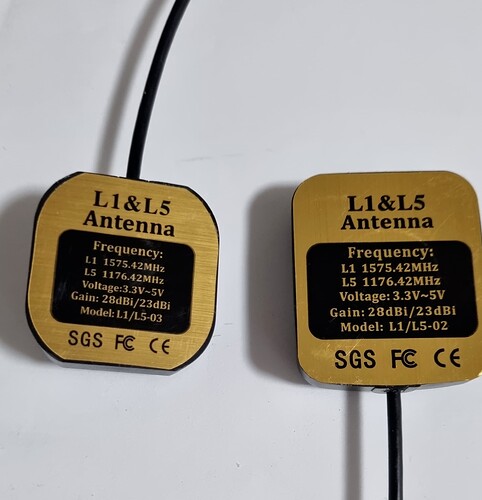 L1&L5
Antenna
Frequency:
L1 1575.42MHz
L5 1176.42MHz
Voltage:3.3V~5V
Gain: 28dBi/23dBi
Model: L1/L5-03
SGS FC CE
L1&L5
Antenna
Frequency:
L1 1575.42MHz
L5 1176.42MHz
Voltage: 3.3V~5V
Gain: 28dBi/23dBi
Model: L1/L5-02
SGS FC CE